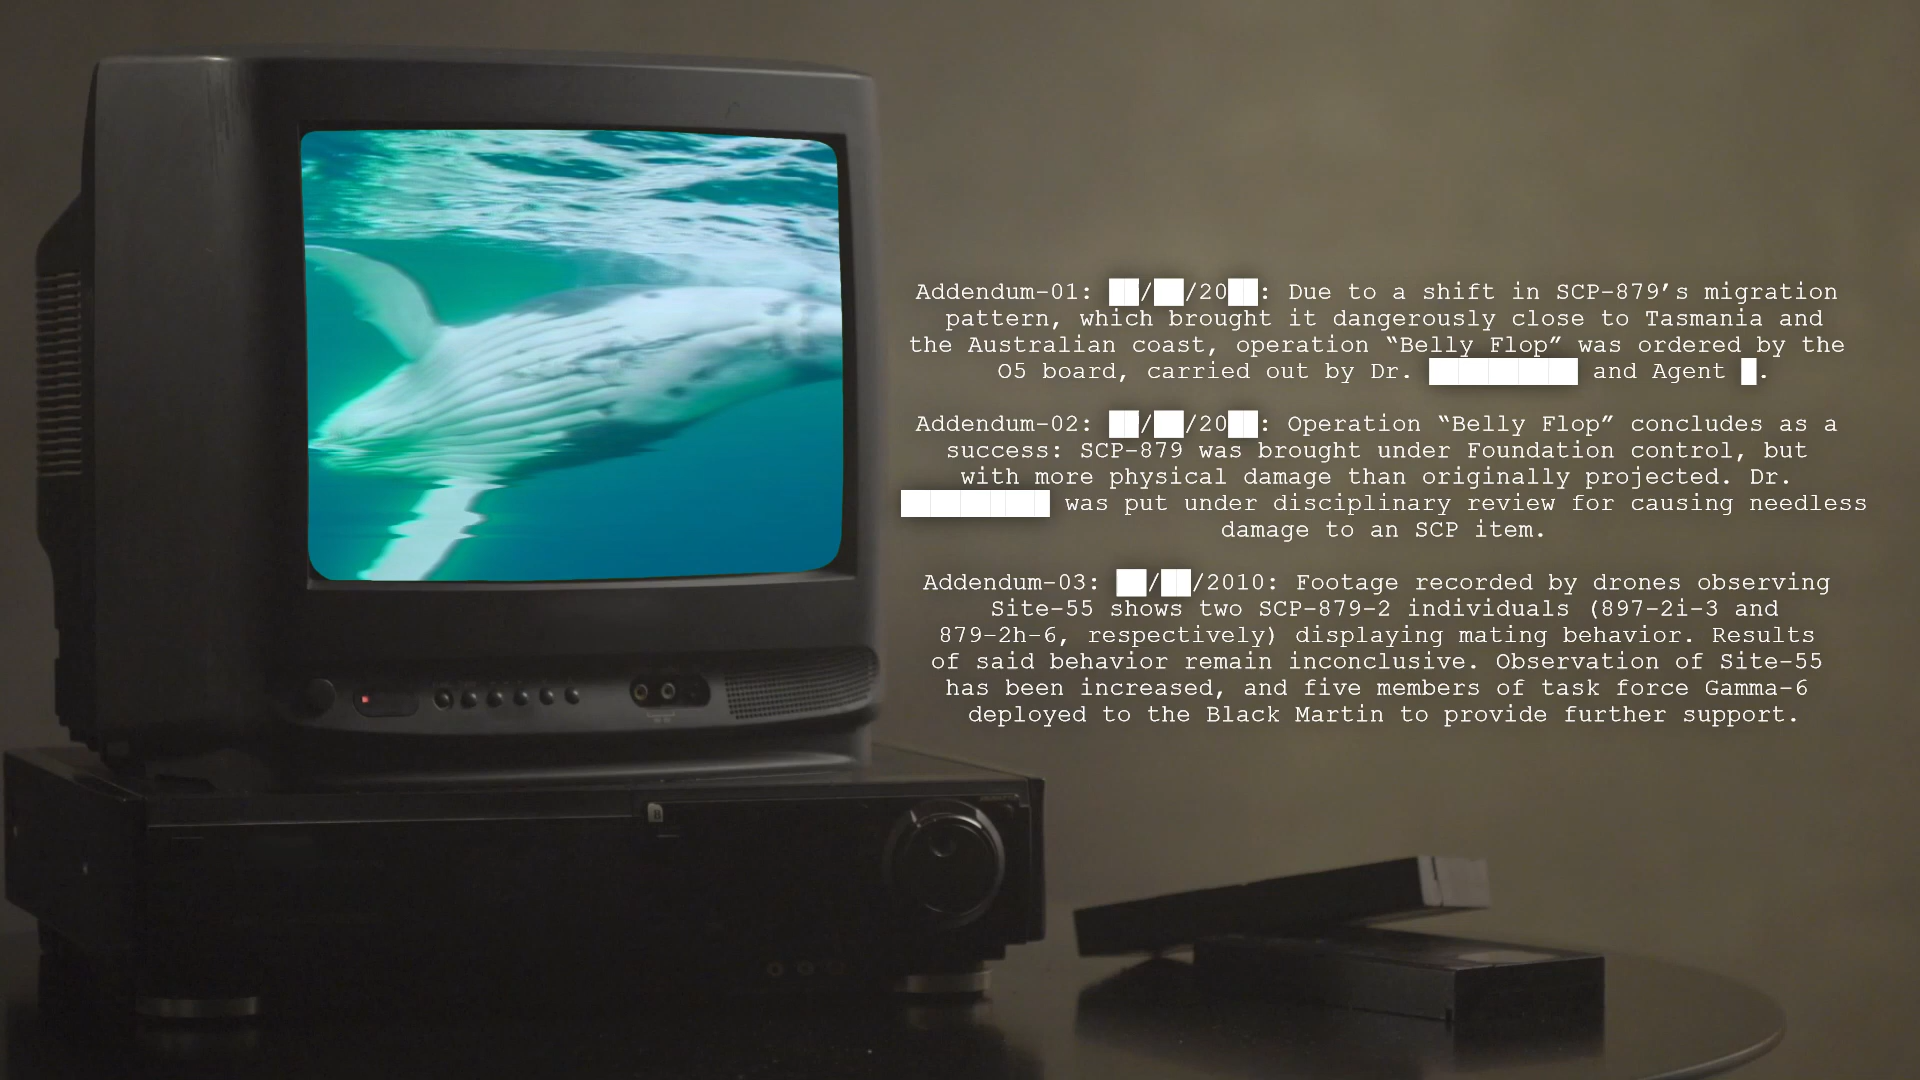 Addendum-01: ██/██/20██: Due to a shift in SCP-879’s migration
pattern, which brought it dangerously close to Tasmania and
the Australian coast, operation “Belly Flop” was ordered by the
O5 board, carried out by Dr. ██████████ and Agent █.
Addendum-02: ██/██/20██: Operation “Belly Flop” concludes as a
success: SCP-879 was brought under Foundation control, but
with more physical damage than originally projected. Dr.
██████████ was put under disciplinary review for causing needless
damage to an SCP item.
Addendum-03: ██/██/2010: Footage recorded by drones observing
Site-55 shows two SCP-879-2 individuals (897-2i-3 and
879-2h-6, respectively) displaying mating behavior. Results
of said behavior remain inconclusive. Observation of Site-55
has been increased, and five members of task force Gamma-6
deployed to the Black Martin to provide further support.